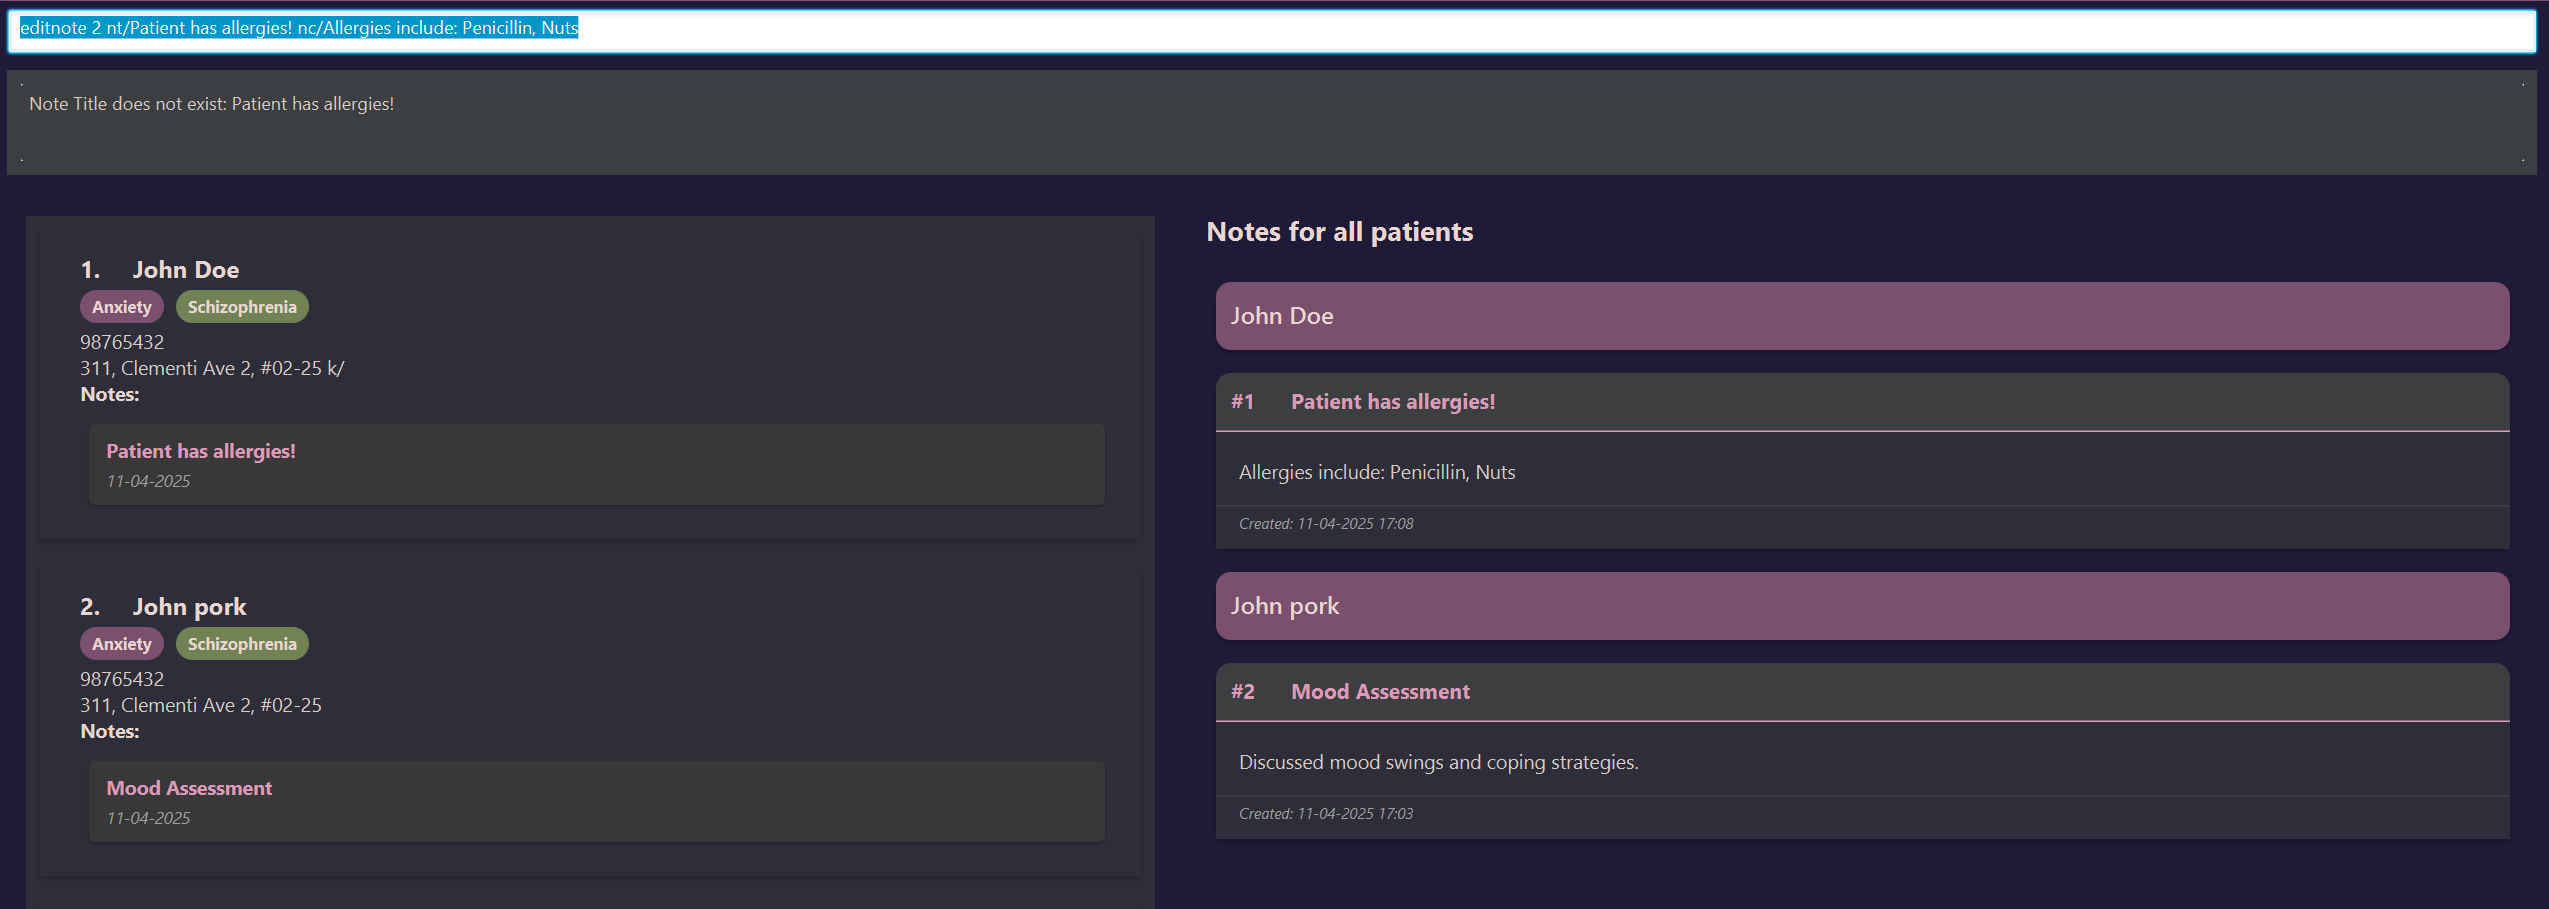 editnote 2 nt/Patient has allergies! nc/Allergies include: Penicillin, Nuts
Note Title does not exist: Patient has allergies!
1. John Doe
Anxiety Schizophrenia
98765432
311, Clementi Ave 2, #02-25 k/
Notes:
Patient has allergies!
11-04-2025
2. John pork
Anxiety Schizophrenia
98765432
311, Clementi Ave 2, #02-25
Notes:
Mood Assessment
11-04-2025
Notes for all patients
John Doe
#1 Patient has allergies!
Allergies include: Penicillin, Nuts
Created: 11-04-2025 17:08
John pork
#2 Mood Assessment
Discussed mood swings and coping strategies.
Created: 11-04-2025 17:03